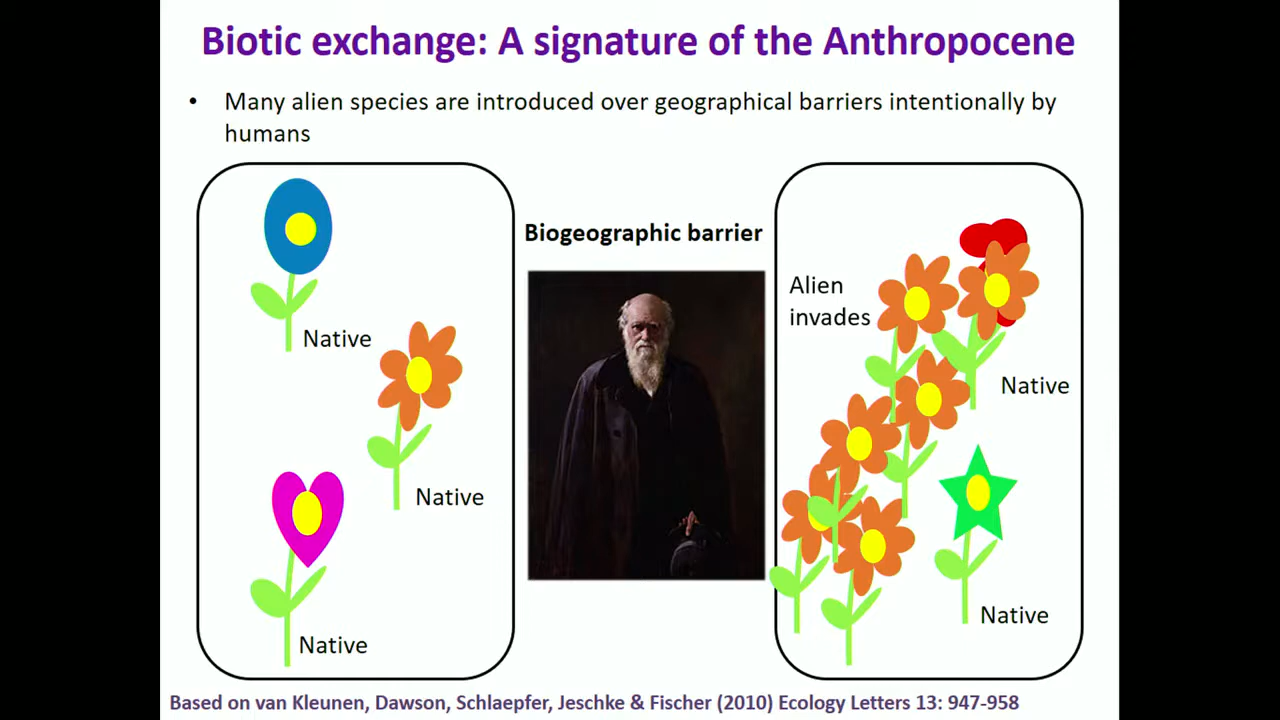 Biotic exchange: A signature of the Anthropocene
• Many alien species are introduced over geographical barriers intentionally by
humans
Biogeographic barrier
Native
Native
Native
Alien
invades
Native
Native
Based on van Kleunen, Dawson, Schlaepfer, Jeschke & Fischer (2010) Ecology Letters 13: 947-958